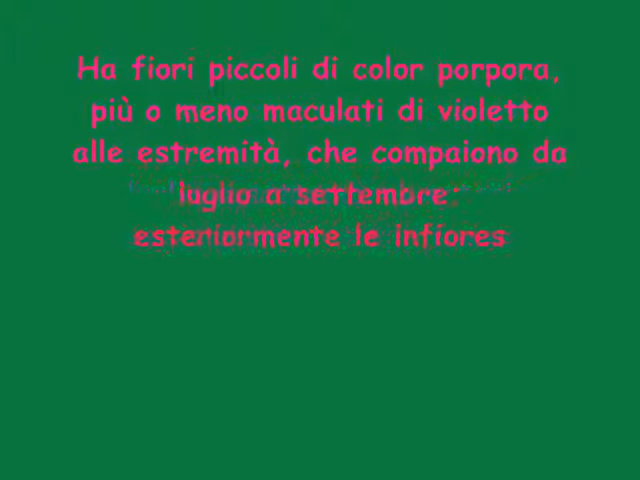 Ha fiori piccoli di color porpora,
più o meno maculati di violetto
alle estremità, che compaiono da
luglio a settembre
esteriormente le infiores